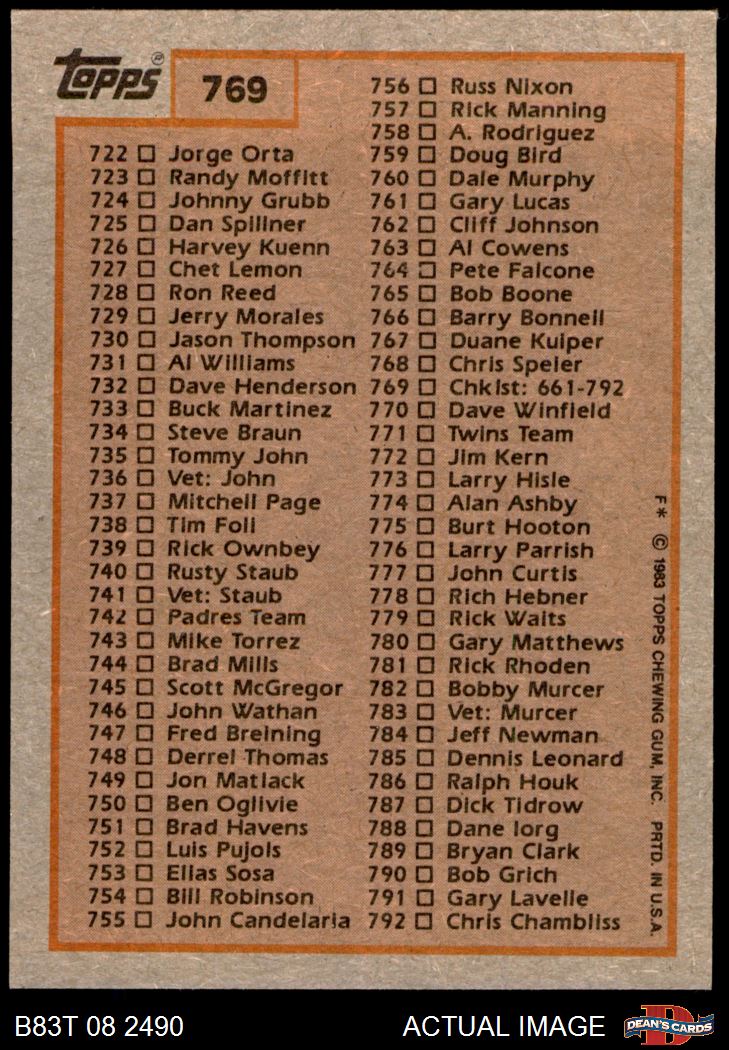 TOPPS ®
769
722 □ Jorge Orta
723 □ Randy Moffitt
724 □ Johnny Grubb
725 □ Dan Spillner
726 □ Harvey Kuenn
727 □ Chet Lemon
728 □ Ron Reed
729 □ Jerry Morales
730 □ Jason Thompson
731 □ Al Williams
732 □ Dave Henderson
733 □ Buck Martinez
734 □ Steve Braun
735 □ Tommy John
736 □ Vet: John
737 □ Mitchell Page
738 □ Tim Foli
739 □ Rick Ownbey
740 □ Rusty Staub
741 □ Vet: Staub
742 □ Padres Team
743 □ Mike Torrez
744 □ Brad Mills
745 □ Scott McGregor
746 □ John Wathan
747 □ Fred Breining
748 □ Derrel Thomas
749 □ Jon Matlack
750 □ Ben Oglivie
751 □ Brad Havens
752 □ Luis Pujols
753 □ Elias Sosa
754 □ Bill Robinson
755 □ John Candelaria
756 □ Russ Nixon
757 □ Rick Manning
758 □ A. Rodriguez
759 □ Doug Bird
760 □ Dale Murphy
761 □ Gary Lucas
762 □ Cliff Johnson
763 □ Al Cowens
764 □ Pete Falcone
765 □ Bob Boone
766 □ Barry Bonnell
767 □ Duane Kuiper
768 □ Chris Speier
769 □ Chklst: 661-792
770 □ Dave Winfield
771 □ Twins Team
772 □ Jim Kern
773 □ Larry Hisle
774 □ Alan Ashby
775 □ Burt Hooton
776 □ Larry Parrish
777 □ John Curtis
778 □ Rich Hebner
779 □ Rick Waits
780 □ Gary Matthews
781 □ Rick Rhoden
782 □ Bobby Murcer
783 □ Vet: Murcer
784 □ Jeff Newman
785 □ Dennis Leonard
786 □ Ralph Houk
787 □ Dick Tidrow
788 □ Dane Iorg
789 □ Bryan Clark
790 □ Bob Grich
791 □ Gary Lavelle
792 □ Chris Chambliss
F* © 1983 TOPPS CHEWING GUM, INC. PRTD. IN U.S.A.
B83T 08 2490
ACTUAL IMAGE
D
DEAN'S CARDS